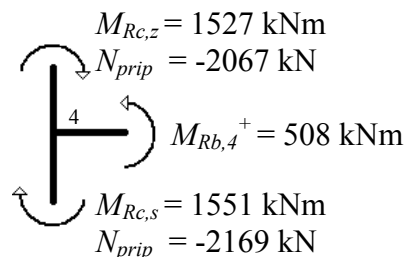 M_{Rc,z} = 1527 kNm
N_{prip} = -2067 kN
4
M_{Rb,4}^+ = 508 kNm
M_{Rc,s} = 1551 kNm
N_{prip} = -2169 kN